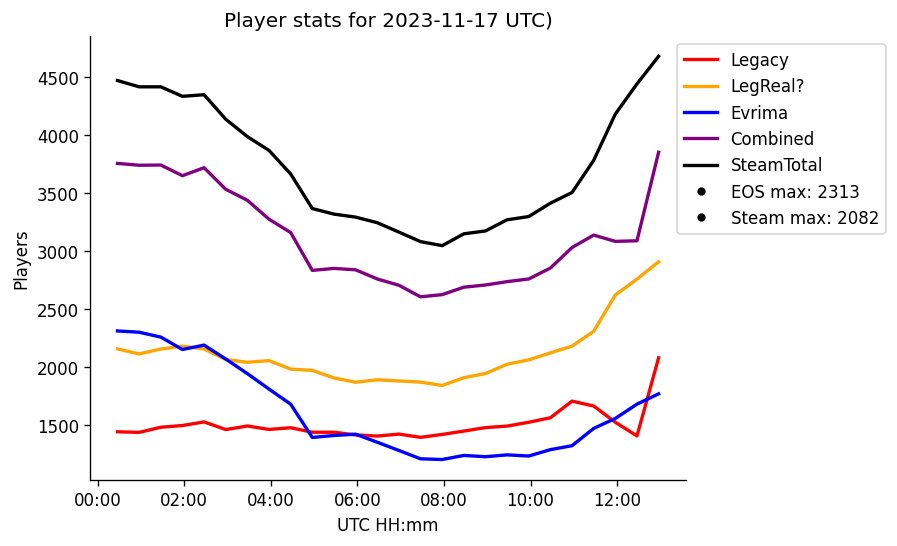 Player stats for 2023-11-17 UTC)
Legacy
LegReal?
Evrima
Combined
SteamTotal
EOS max: 2313
Steam max: 2082
4500
4000
3500
3000
2500
2000
1500
Players
00:00 02:00 04:00 06:00 08:00 10:00 12:00
UTC HH:mm